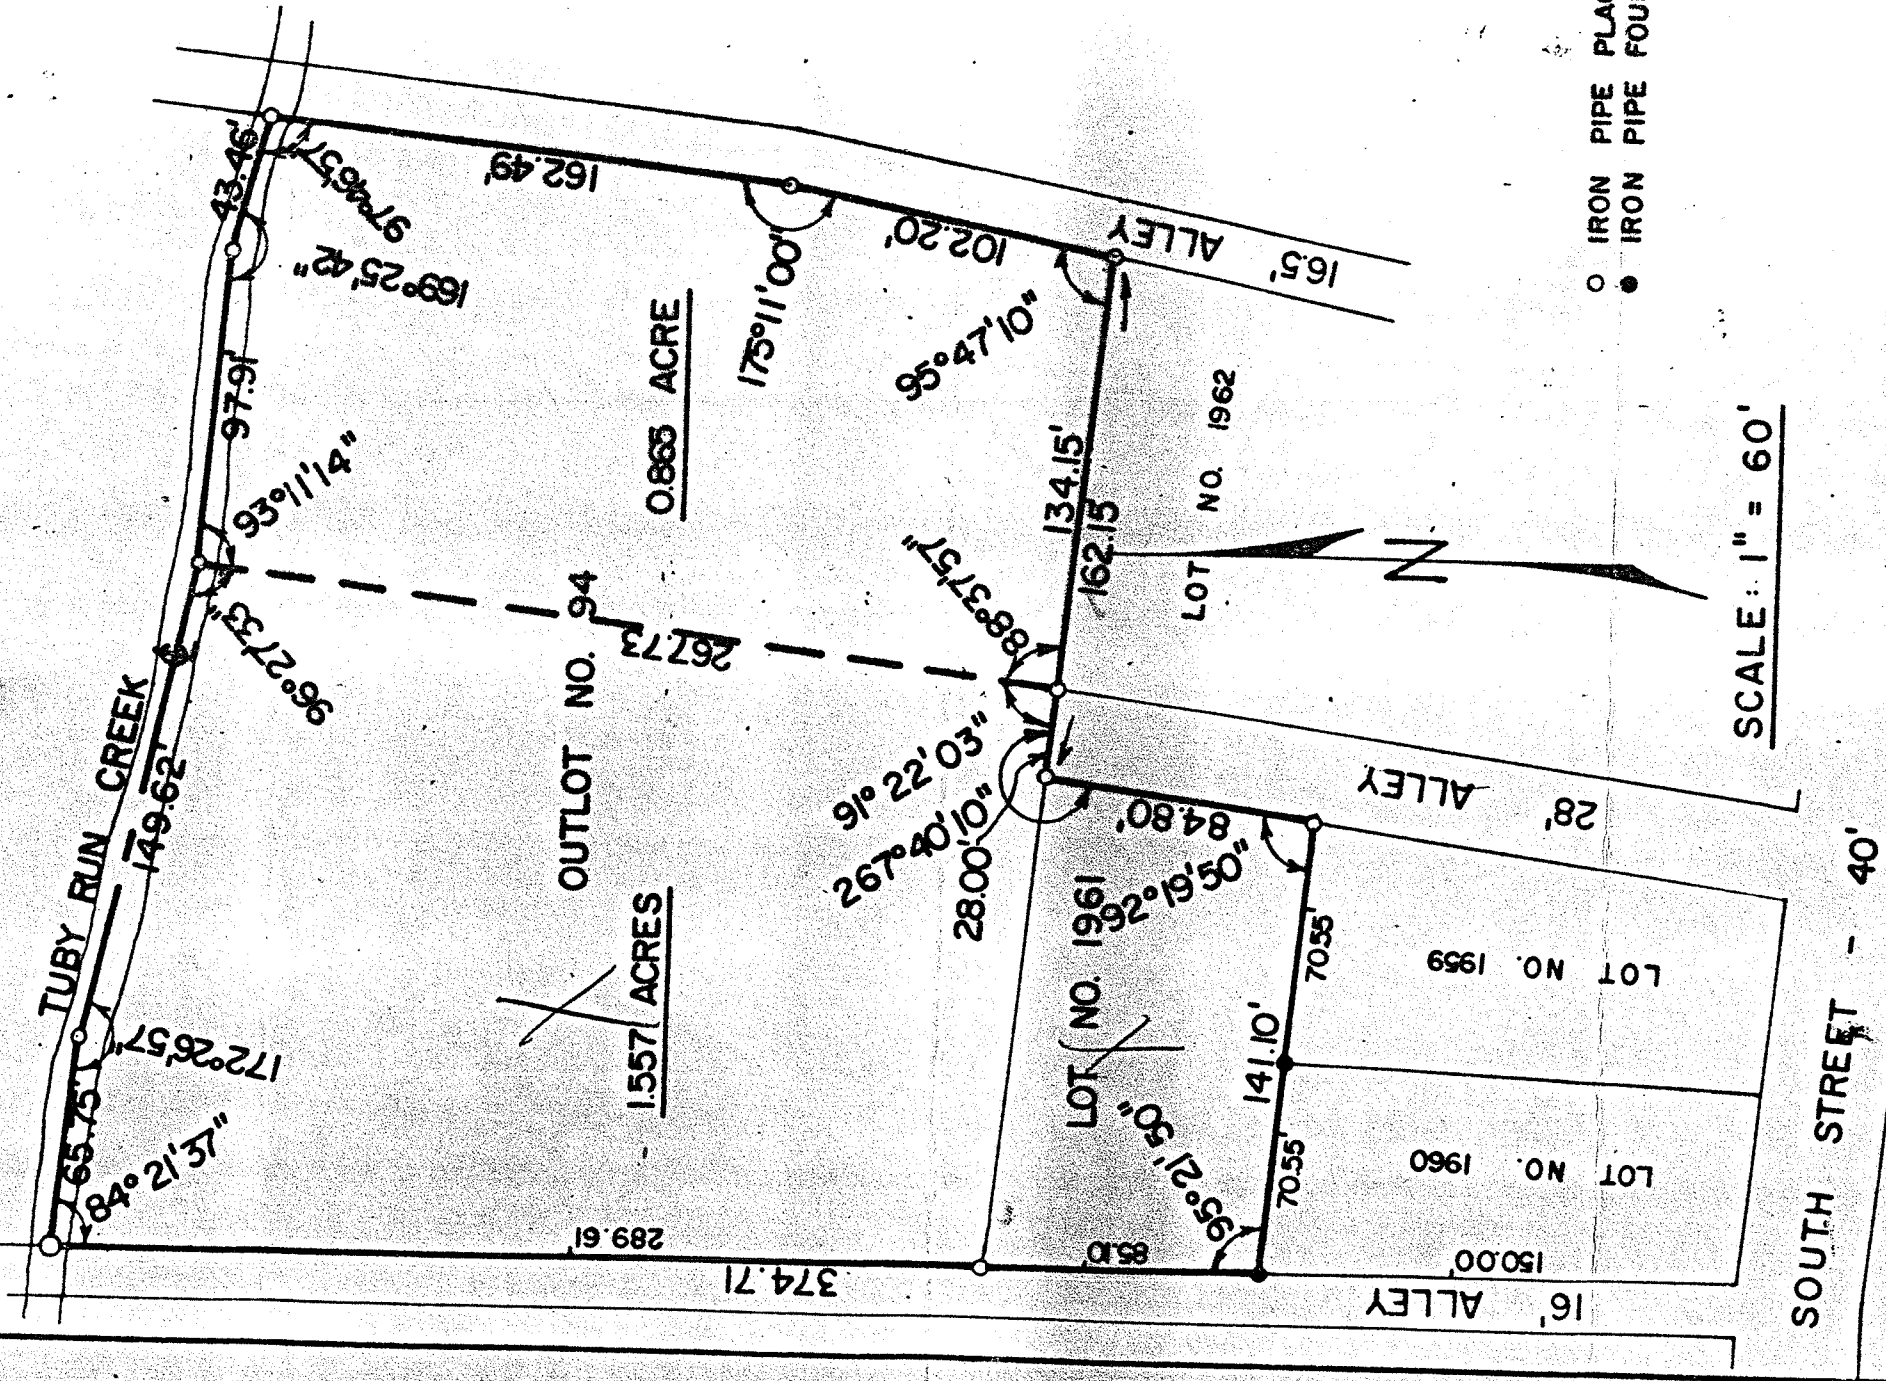 TUBY RUN CREEK
43.46'
97°46'57"
162.49'
169°25'42"
97.91'
93°11'14"
96°27'33"
149.62'
172°26'57"
65.75'
84°21'37"
175°11'00"
102.20'
ALLEY
16.5'
95°47'10"
0.865 ACRE
134.15'
162.15
LOT NO. 1962
88°37'57"
OUTLOT NO. 94
267.73
91°22'03"
267°40'10"
28.00'
1.557 ACRES
84.80'
ALLEY
28'
LOT NO. 1961
92°19'50"
141.10'
70.55'
70.55'
95°21'50"
289.61
374.71
85.10
150.00'
ALLEY
16'
LOT NO. 1959
LOT NO. 1960
SOUTH STREET - 40'
N
SCALE: 1" = 60'
IRON PIPE PLA
IRON PIPE FOU